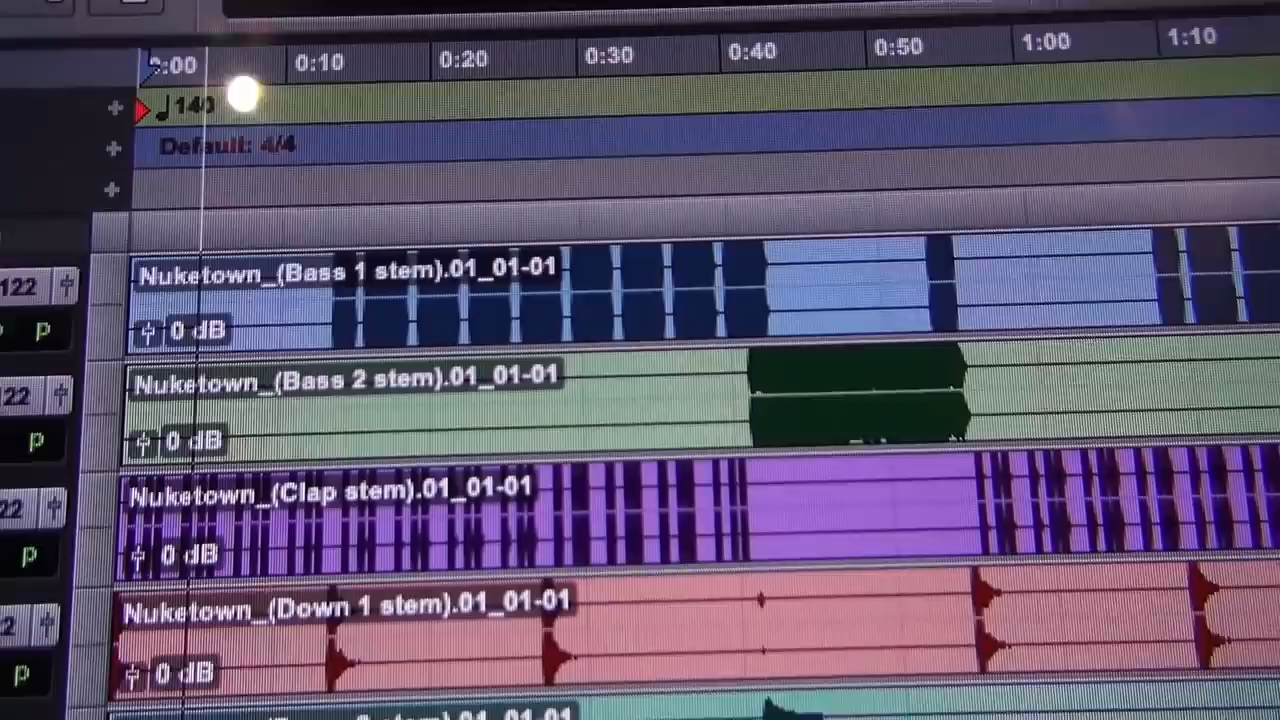 0:10 0:20 0:30 0:40 0:50 1:00 1:10
140
Default: 4/4
Nuketown_(Bass 1 stem).01_01-01
122
p
0 dB
Nuketown_(Bass 2 stem).01_01-01
22
p
0 dB
Nuketown_(Clap stem).01_01-01
22
p
0 dB
Nuketown_(Down 1 stem).01_01-01
2
p
0 dB